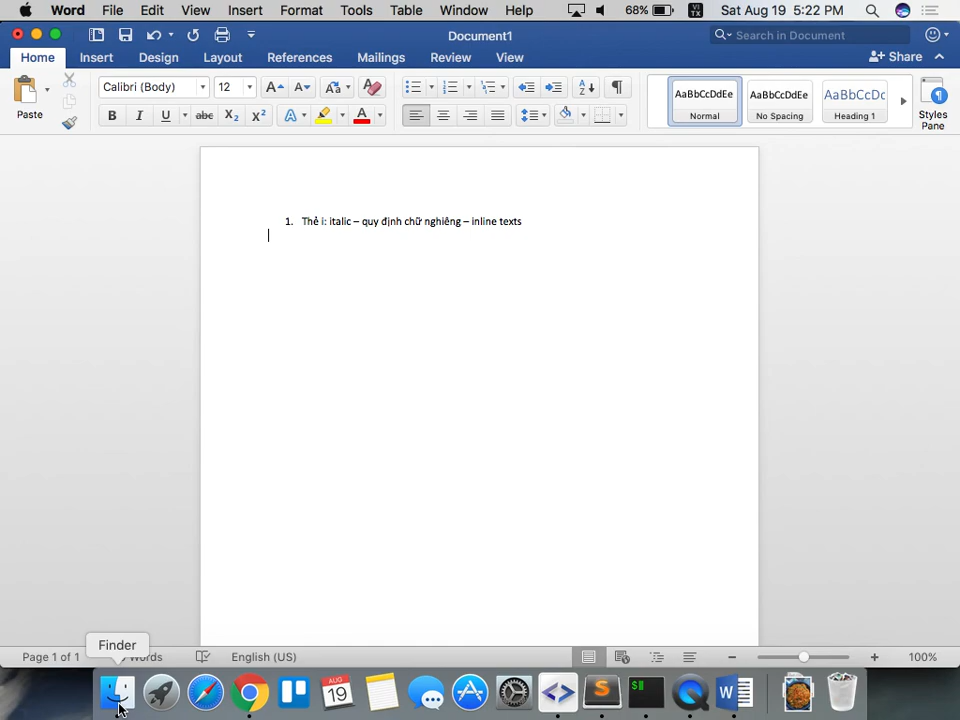 Word File Edit View Insert Format Tools Table Window Help 68% VI TX Sat Aug 19 5:22 PM
Document1
Search in Document
Home Insert Design Layout References Mailings Review View
Share
Paste
Calibri (Body) 12
AaBbCcDdEe AaBbCcDdEe AaBbCcDc
Normal No Spacing Heading 1
Styles Pane
1. Thẻ i: italic – quy định chữ nghiêng – inline texts
Finder
Page 1 of 1 Words English (US) 100%
AUG
19